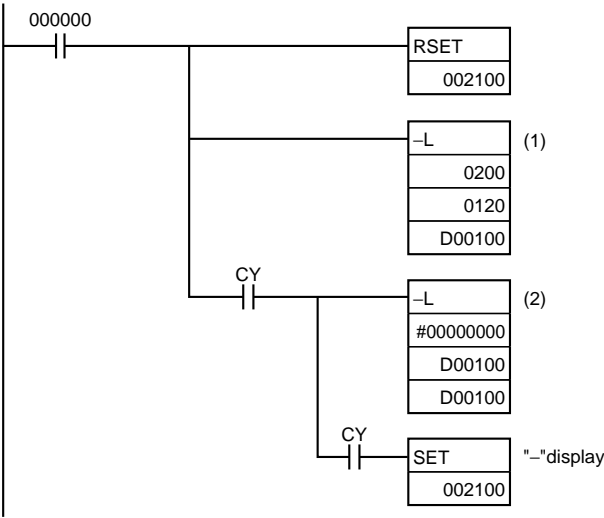 000000
RSET
002100
–L (1)
0200
0120
D00100
CY
–L (2)
#00000000
D00100
D00100
CY
SET "–"display
002100